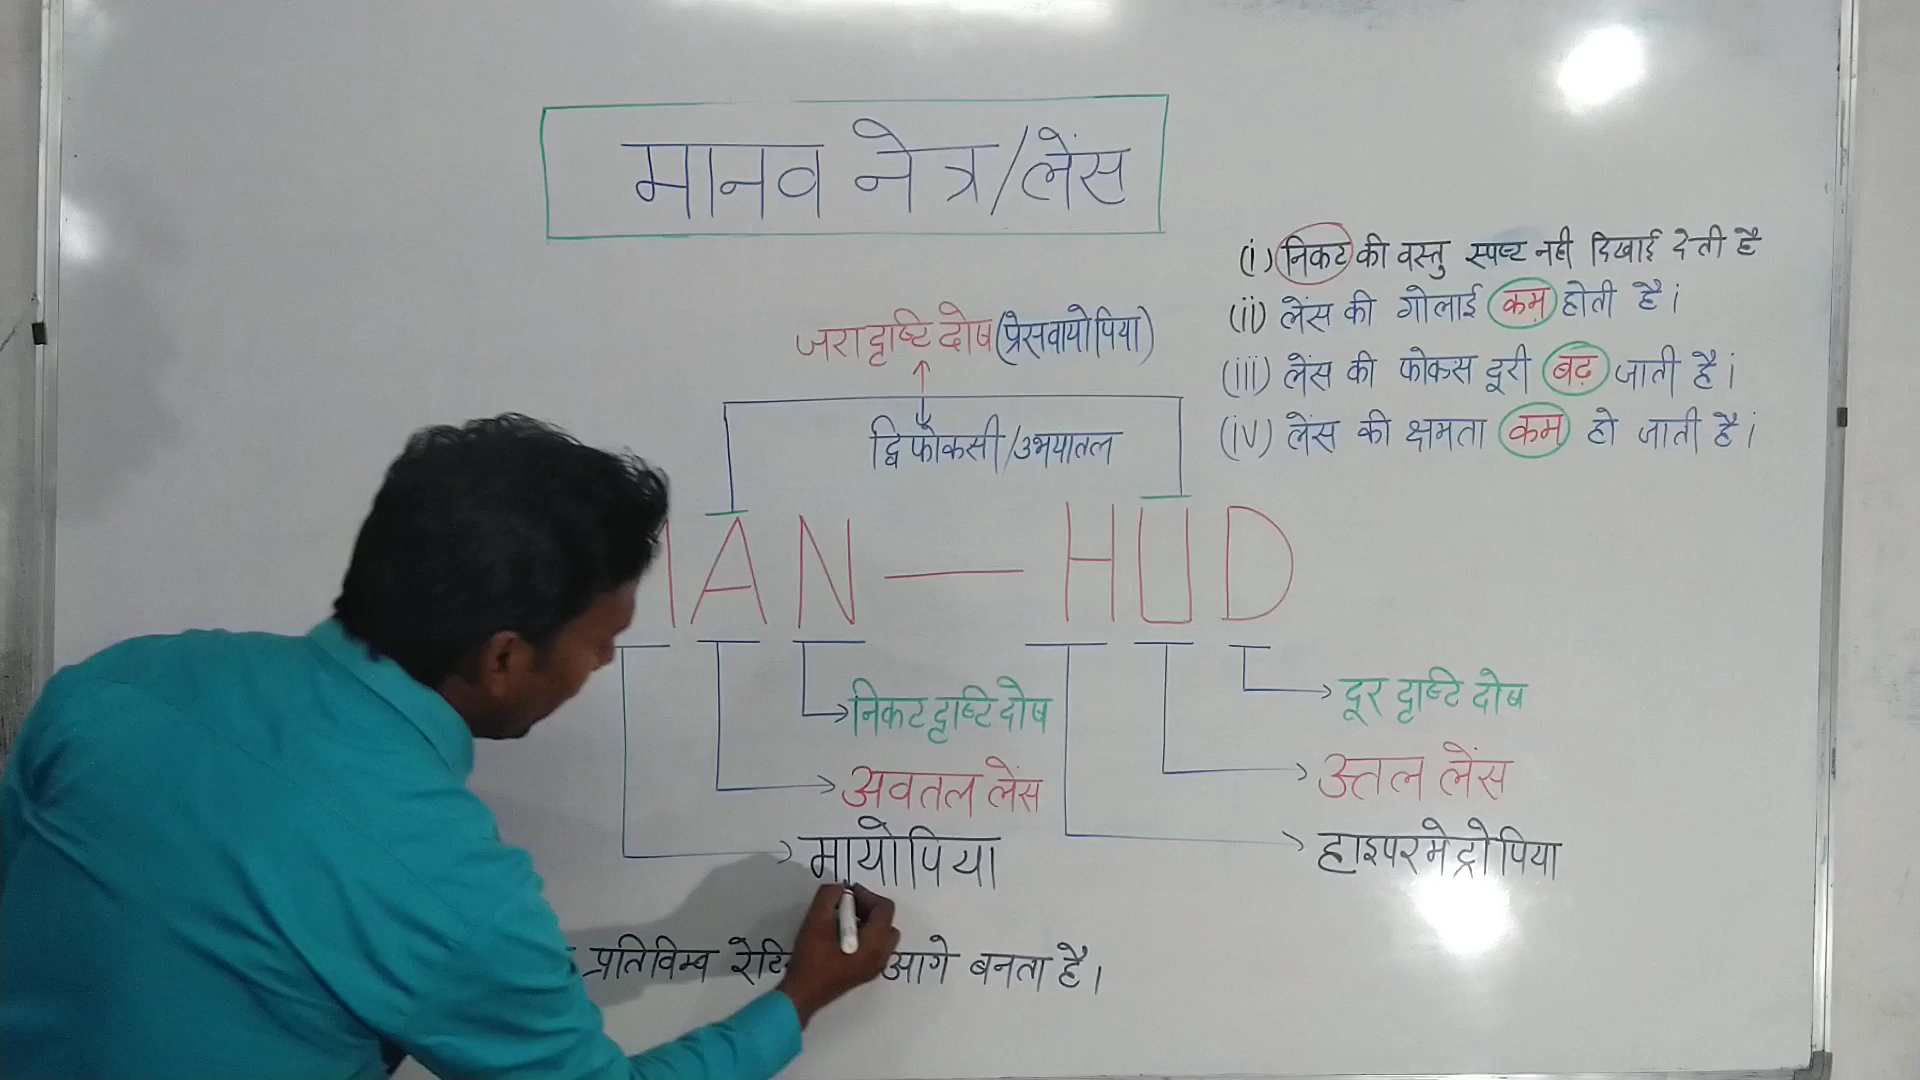 मानव नेत्र/लेंस
(i) निकट की वस्तु स्पष्ट नही दिखाई देती है
(ii) लेंस की गोलाई कम होती है।
(iii) लेंस की फोकस दूरी बढ़ जाती है।
(iv) लेंस की क्षमता कम हो जाती है।
जरा दृष्टि दोष (प्रेसवायोपिया)
द्विफोकसी/उभयातल
AN — HUD
निकट दृष्टि दोष
दूर दृष्टि दोष
अवतल लेंस
उत्तल लेंस
मायोपिया
हाइपरमेट्रोपिया
प्रतिविम्व आगे बनता है।